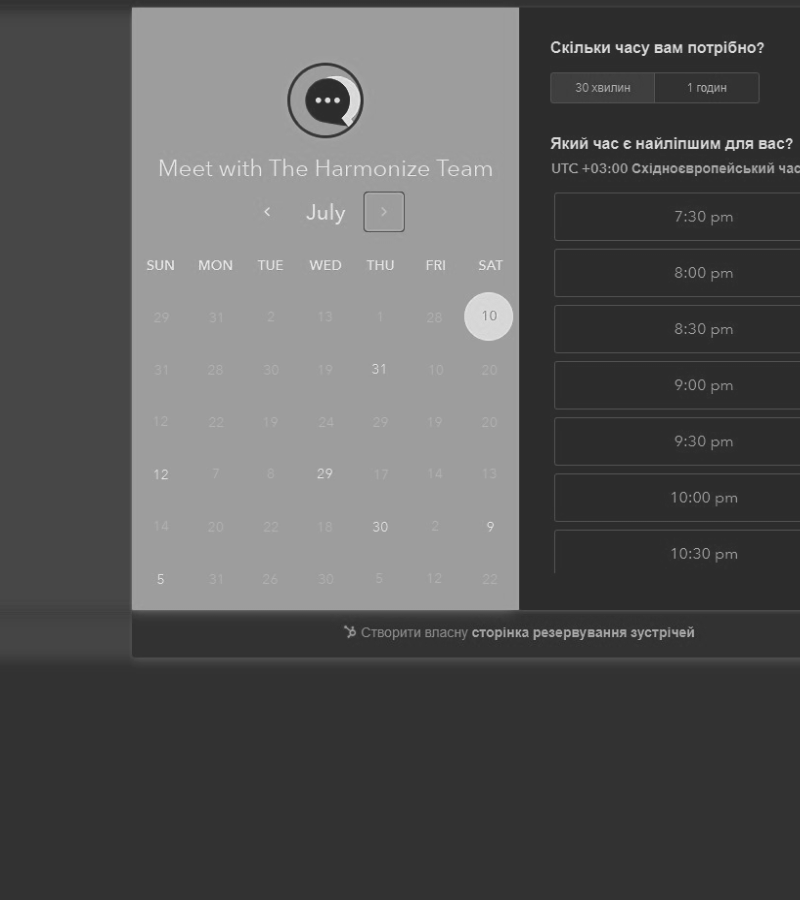 Meet with The Harmonize Team
July
SUN MON TUE WED THU FRI SAT
29 31 2 13 1 28 10
31 28 30 19 31 10 20
12 22 19 24 29 19 20
12 7 8 29 17 14 13
14 20 22 18 30 2 9
5 31 26 30 5 12 22
Скільки часу вам потрібно?
30 хвилин 1 годин
Який час є найліпшим для вас?
UTC +03:00 Східноєвропейський час
7:30 pm
8:00 pm
8:30 pm
9:00 pm
9:30 pm
10:00 pm
10:30 pm
Створити власну сторінка резервування зустрічей